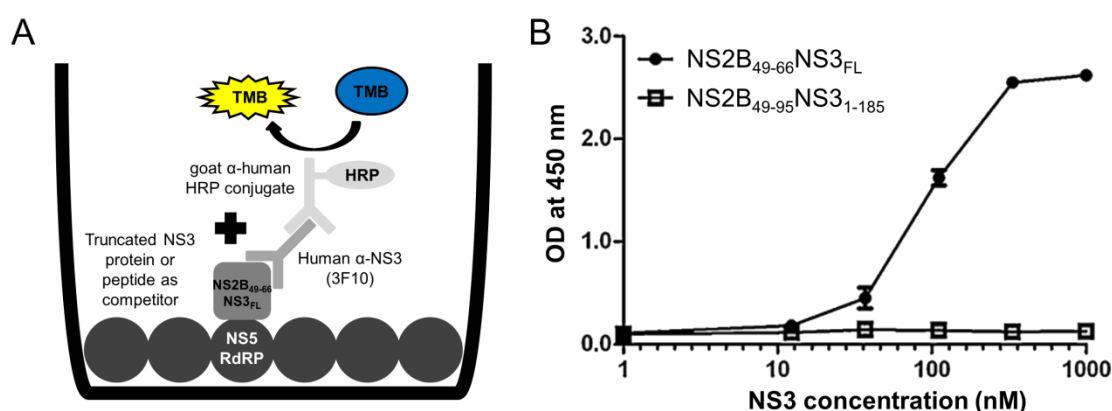 A
TMB
TMB
goat α-human
HRP conjugate
HRP
Truncated NS3
protein or
peptide as
competitor
Human α-NS3
(3F10)
NS2B49-66
NS3FL
NS5
RdRP
B
NS2B49-66NS3FL
NS2B49-95NS31-185
OD at 450 nm
3.0
2.0
1.0
0.0
1
10
100
1000
NS3 concentration (nM)